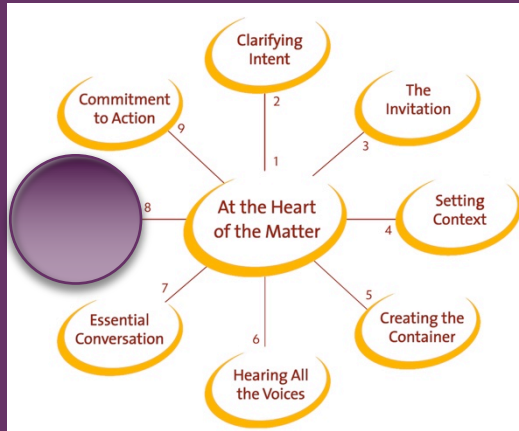 Clarifying
Intent
2
Commitment
to Action
9
The
Invitation
3
1
8
At the Heart
of the Matter
Setting
Context
4
7
Essential
Conversation
6
Hearing All
the Voices
5
Creating the
Container